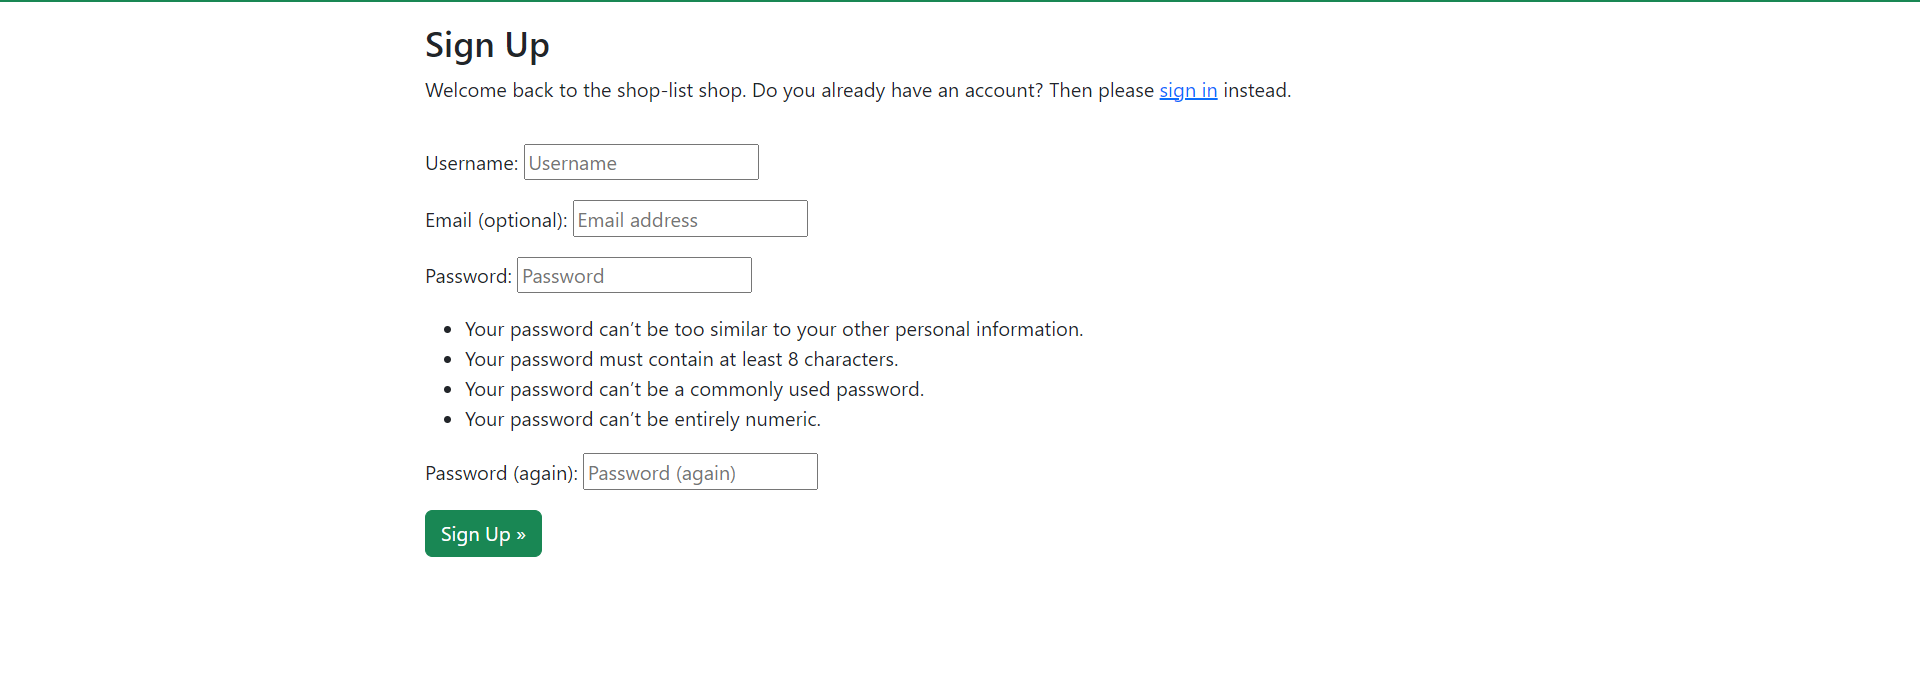 Sign Up
Welcome back to the shop-list shop. Do you already have an account? Then please sign in instead.
Username: Username
Email (optional): Email address
Password: Password
• Your password can’t be too similar to your other personal information.
• Your password must contain at least 8 characters.
• Your password can’t be a commonly used password.
• Your password can’t be entirely numeric.
Password (again): Password (again)
Sign Up »